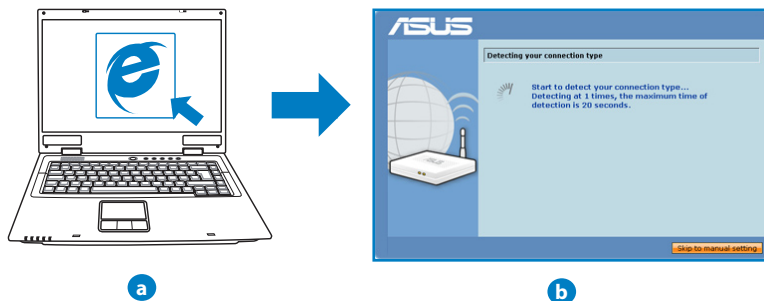 ASUS
Detecting your connection type
Start to detect your connection type...
Detecting at 1 times, the maximum time of
detection is 20 seconds.
Skip to manual setting
a
b